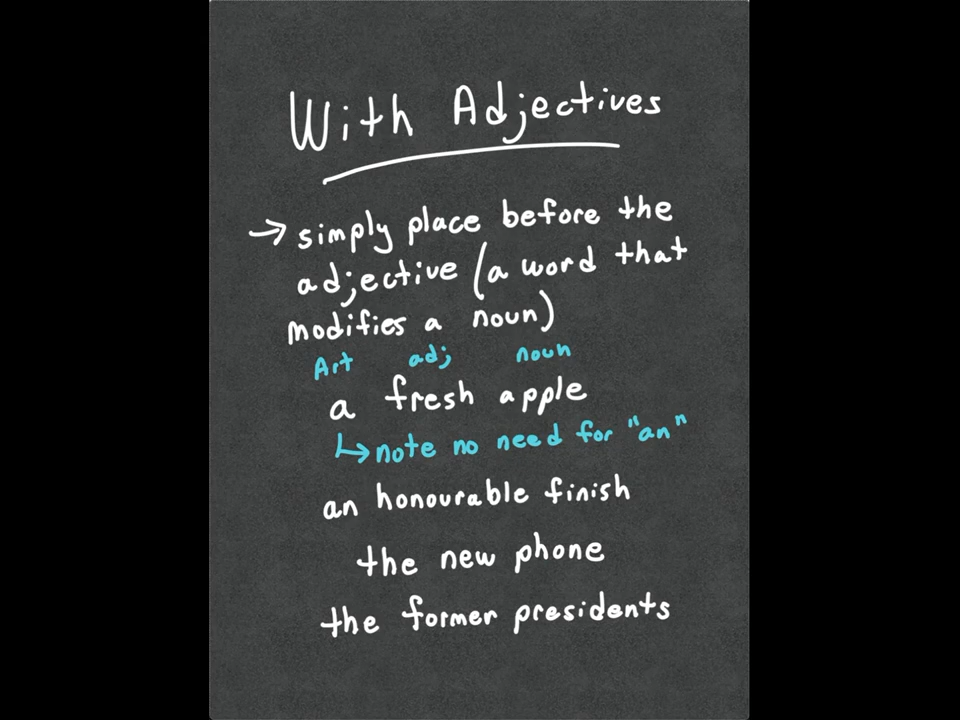 With Adjectives
→ simply place before the
adjective (a word that
modifies a noun)
Art adj noun
a fresh apple
↳ note no need for "an"
an honourable finish
the new phone
the former presidents